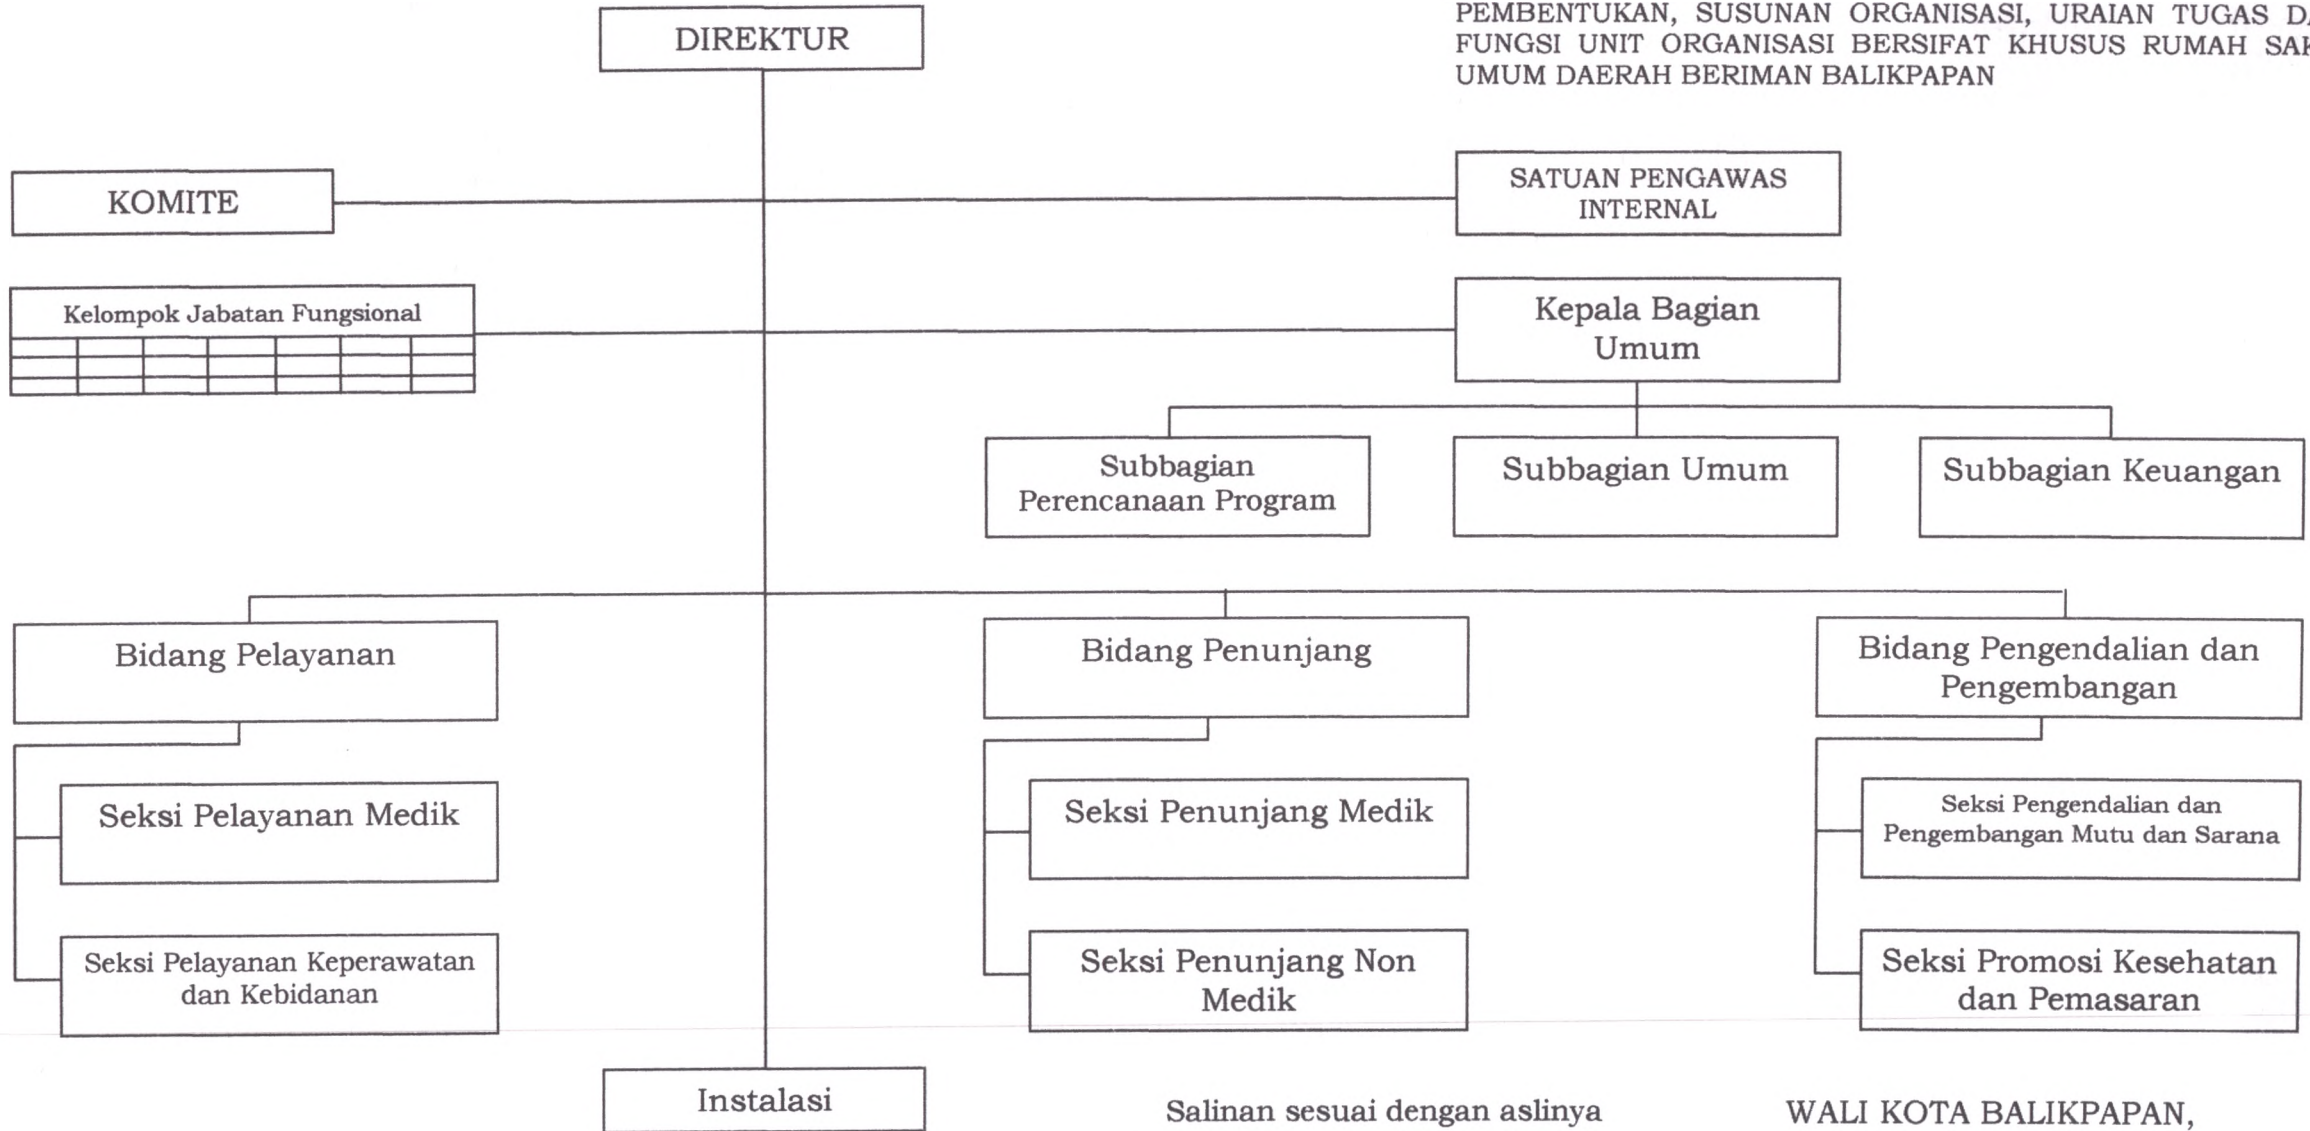 DIREKTUR
PEMBENTUKAN, SUSUNAN ORGANISASI, URAIAN TUGAS
FUNGSI UNIT ORGANISASI BERSIFAT KHUSUS RUMAH
UMUM DAERAH BERIMAN BALIKPAPAN
KOMITE
SATUAN PENGAWAS
INTERNAL
Kelompok Jabatan Fungsional
Kepala Bagian
Umum
Subbagian
Perencanaan Program
Subbagian Umum
Subbagian Keuangan
Bidang Pelayanan
Bidang Penunjang
Bidang Pengendalian dan
Pengembangan
Seksi Pelayanan Medik
Seksi Penunjang Medik
Seksi Pengendalian dan
Pengembangan Mutu dan Sarana
Seksi Pelayanan Keperawatan
dan Kebidanan
Seksi Penunjang Non
Medik
Seksi Promosi Kesehatan
dan Pemasaran
Instalasi
Salinan sesuai dengan aslinya
WALI KOTA BALIKPAPAN,